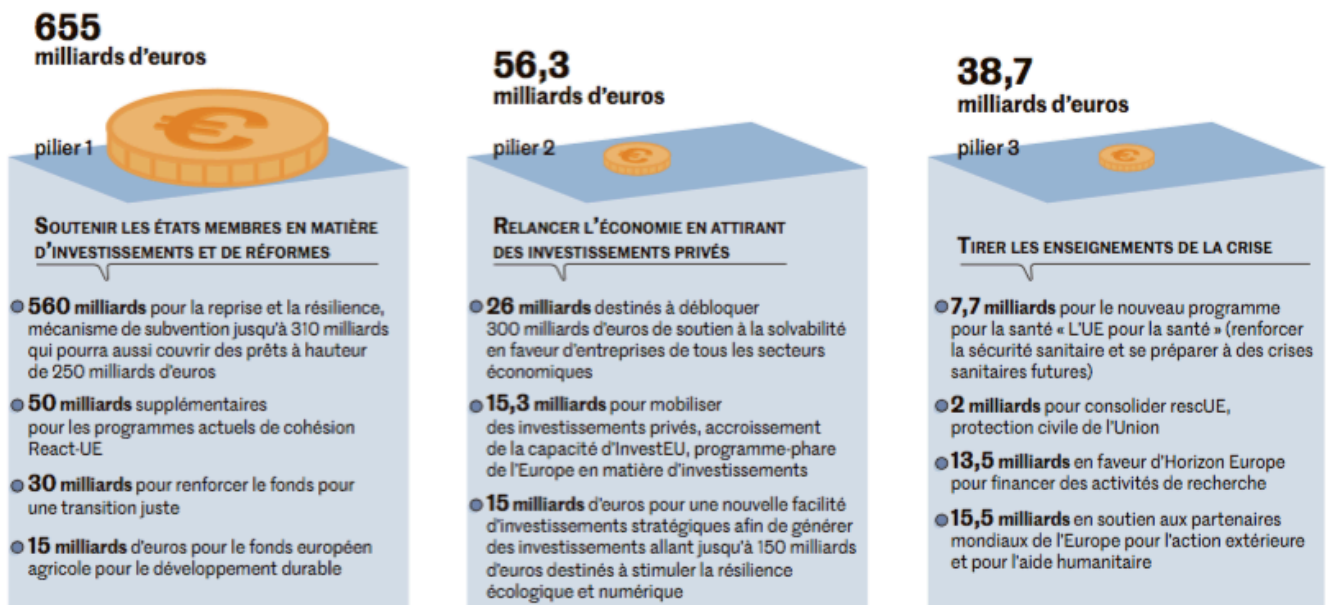 655
milliards d'euros
pilier 1
SOUTENIR LES ÉTATS MEMBRES EN MATIÈRE
D'INVESTISSEMENTS ET DE RÉFORMES
560 milliards pour la reprise et la résilience,
mécanisme de subvention jusqu'à 310 milliards
qui pourra aussi couvrir des prêts à hauteur
de 250 milliards d'euros
50 milliards supplémentaires
pour les programmes actuels de cohésion
React-UE
30 milliards pour renforcer le fonds pour
une transition juste
15 milliards d'euros pour le fonds européen
agricole pour le développement durable
56,3
milliards d'euros
pilier 2
RELANCER L'ÉCONOMIE EN ATTIRANT
DES INVESTISSEMENTS PRIVÉS
26 milliards destinés à débloquer
300 milliards d'euros de soutien à la solvabilité
en faveur d'entreprises de tous les secteurs
économiques
15,3 milliards pour mobiliser
des investissements privés, accroissement
de la capacité d'InvestEU, programme-phare
de l'Europe en matière d'investissements
15 milliards d'euros pour une nouvelle facilité
d'investissements stratégiques afin de générer
des investissements allant jusqu'à 150 milliards
d'euros destinés à stimuler la résilience
écologique et numérique
38,7
milliards d'euros
pilier 3
TIRER LES ENSEIGNEMENTS DE LA CRISE
7,7 milliards pour le nouveau programme
pour la santé « L'UE pour la santé » (renforcer
la sécurité sanitaire et se préparer à des crises
sanitaires futures)
2 milliards pour consolider rescUE,
protection civile de l'Union
13,5 milliards en faveur d'Horizon Europe
pour financer des activités de recherche
15,5 milliards en soutien aux partenaires
mondiaux de l'Europe pour l'action extérieure
et pour l'aide humanitaire